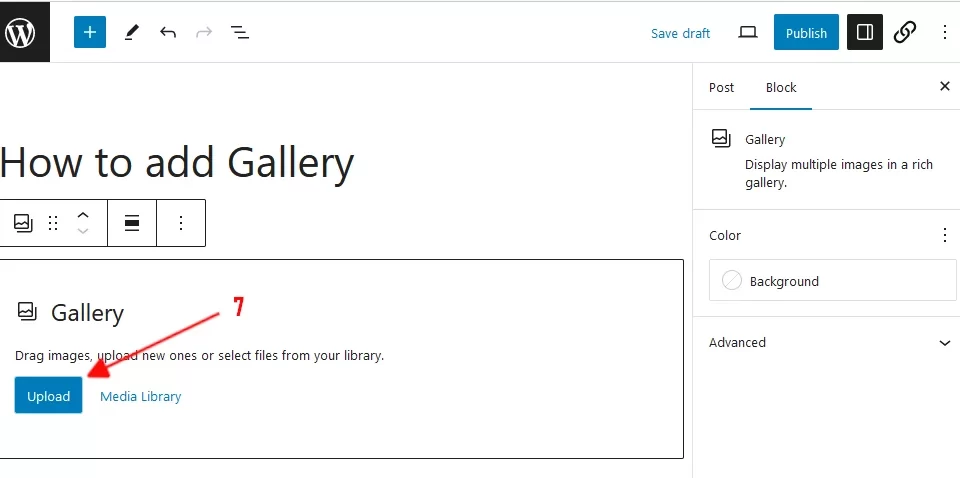 Save draft
Publish
Post Block
Gallery
Display multiple images in a rich
gallery.
How to add Gallery
Color
Background
7
Gallery
Drag images, upload new ones or select files from your library.
Advanced
Upload
Media Library